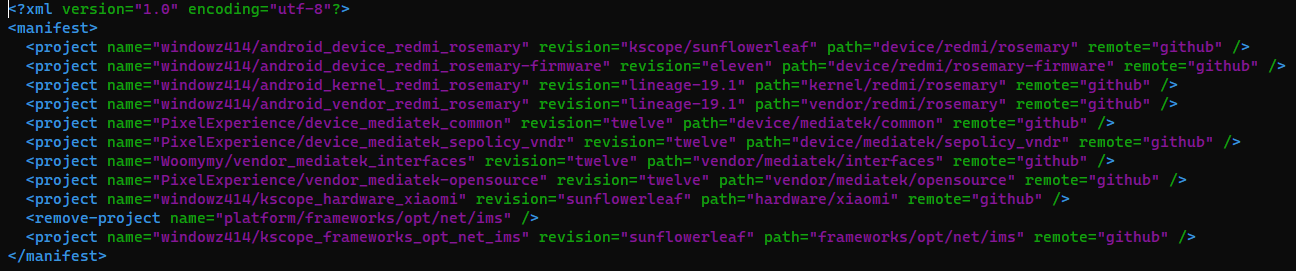 <?xml version="1.0" encoding="utf-8"?>
<manifest>
  <project name="windowz414/android_device_redmi_rosemary" revision="kscope/sunflowerleaf" path="device/redmi/rosemary" remote="github" />
  <project name="windowz414/android_device_redmi_rosemary-firmware" revision="eleven" path="device/redmi/rosemary-firmware" remote="github" />
  <project name="windowz414/android_kernel_redmi_rosemary" revision="lineage-19.1" path="kernel/redmi/rosemary" remote="github" />
  <project name="windowz414/android_vendor_redmi_rosemary" revision="lineage-19.1" path="vendor/redmi/rosemary" remote="github" />
  <project name="PixelExperience/device_mediatek_common" revision="twelve" path="device/mediatek/common" remote="github" />
  <project name="PixelExperience/device_mediatek_sepolicy_vndr" revision="twelve" path="device/mediatek/sepolicy_vndr" remote="github" />
  <project name="Woomymy/vendor_mediatek_interfaces" revision="twelve" path="vendor/mediatek/interfaces" remote="github" />
  <project name="PixelExperience/vendor_mediatek-opensource" revision="twelve" path="vendor/mediatek/opensource" remote="github" />
  <project name="windowz414/kscope_hardware_xiaomi" revision="sunflowerleaf" path="hardware/xiaomi" remote="github" />
  <remove-project name="platform/frameworks/opt/net/ims" />
  <project name="windowz414/kscope_frameworks_opt_net_ims" revision="sunflowerleaf" path="frameworks/opt/net/ims" remote="github" />
</manifest>